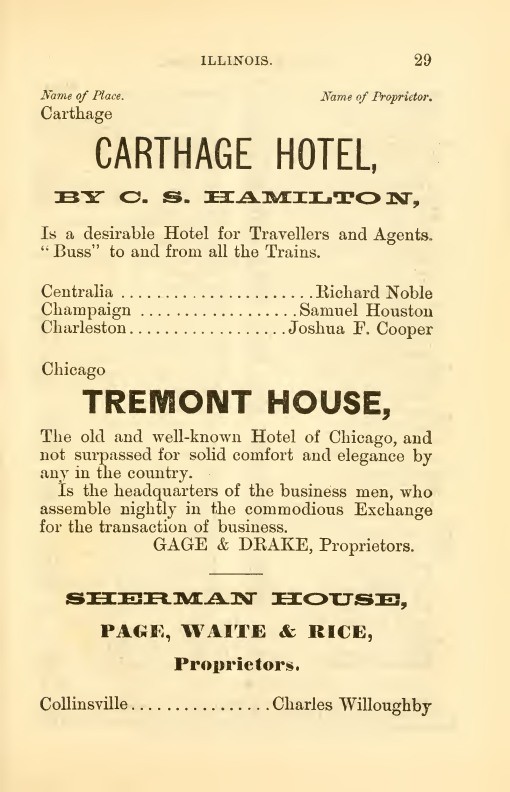 ILLINOIS. 29
Name of Place. Name of Proprietor.
Carthage
CARTHAGE HOTEL,
BY C. S. HAMILTON,
Is a desirable Hotel for Travellers and Agents.
“Buss” to and from all the Trains.
Centralia ......................Richard Noble
Champaign ..................Samuel Houston
Charleston..................Joshua F. Cooper
Chicago
TREMONT HOUSE,
The old and well-known Hotel of Chicago, and
not surpassed for solid comfort and elegance by
any in the country.
Is the headquarters of the business men, who
assemble nightly in the commodious Exchange
for the transaction of business.
GAGE & DRAKE, Proprietors.
SHERMAN HOUSE,
PAGE, WAITE & RICE,
Proprietors.
Collinsville................Charles Willoughby